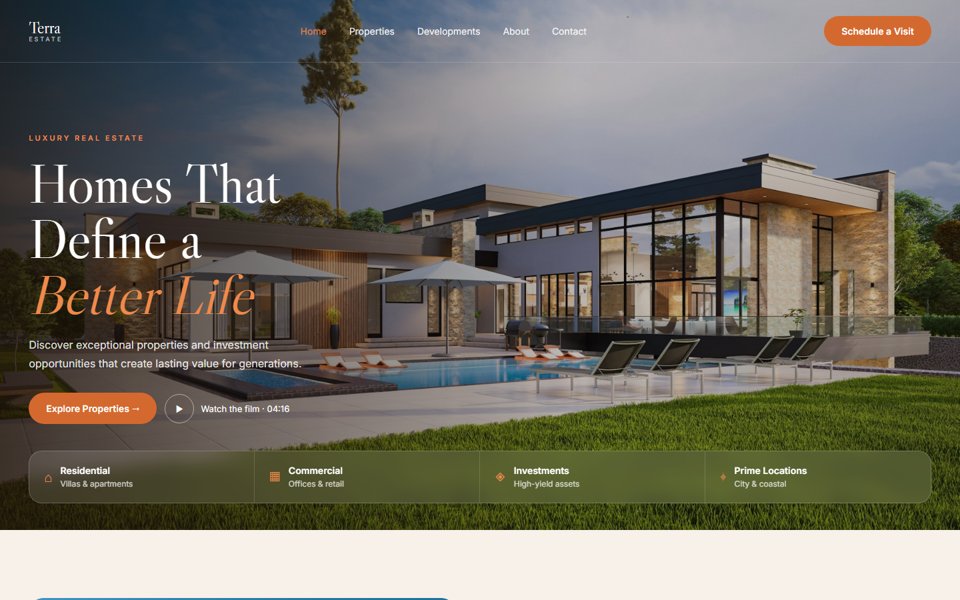 Terra
ESTATE
Home
Properties
Developments
About
Contact
Schedule a Visit
LUXURY REAL ESTATE
Homes That
Define a
Better Life
Discover exceptional properties and investment
opportunities that create lasting value for generations.
Explore Properties →
Watch the film · 04:16
Residential
Villas & apartments
Commercial
Offices & retail
Investments
High-yield assets
Prime Locations
City & coastal